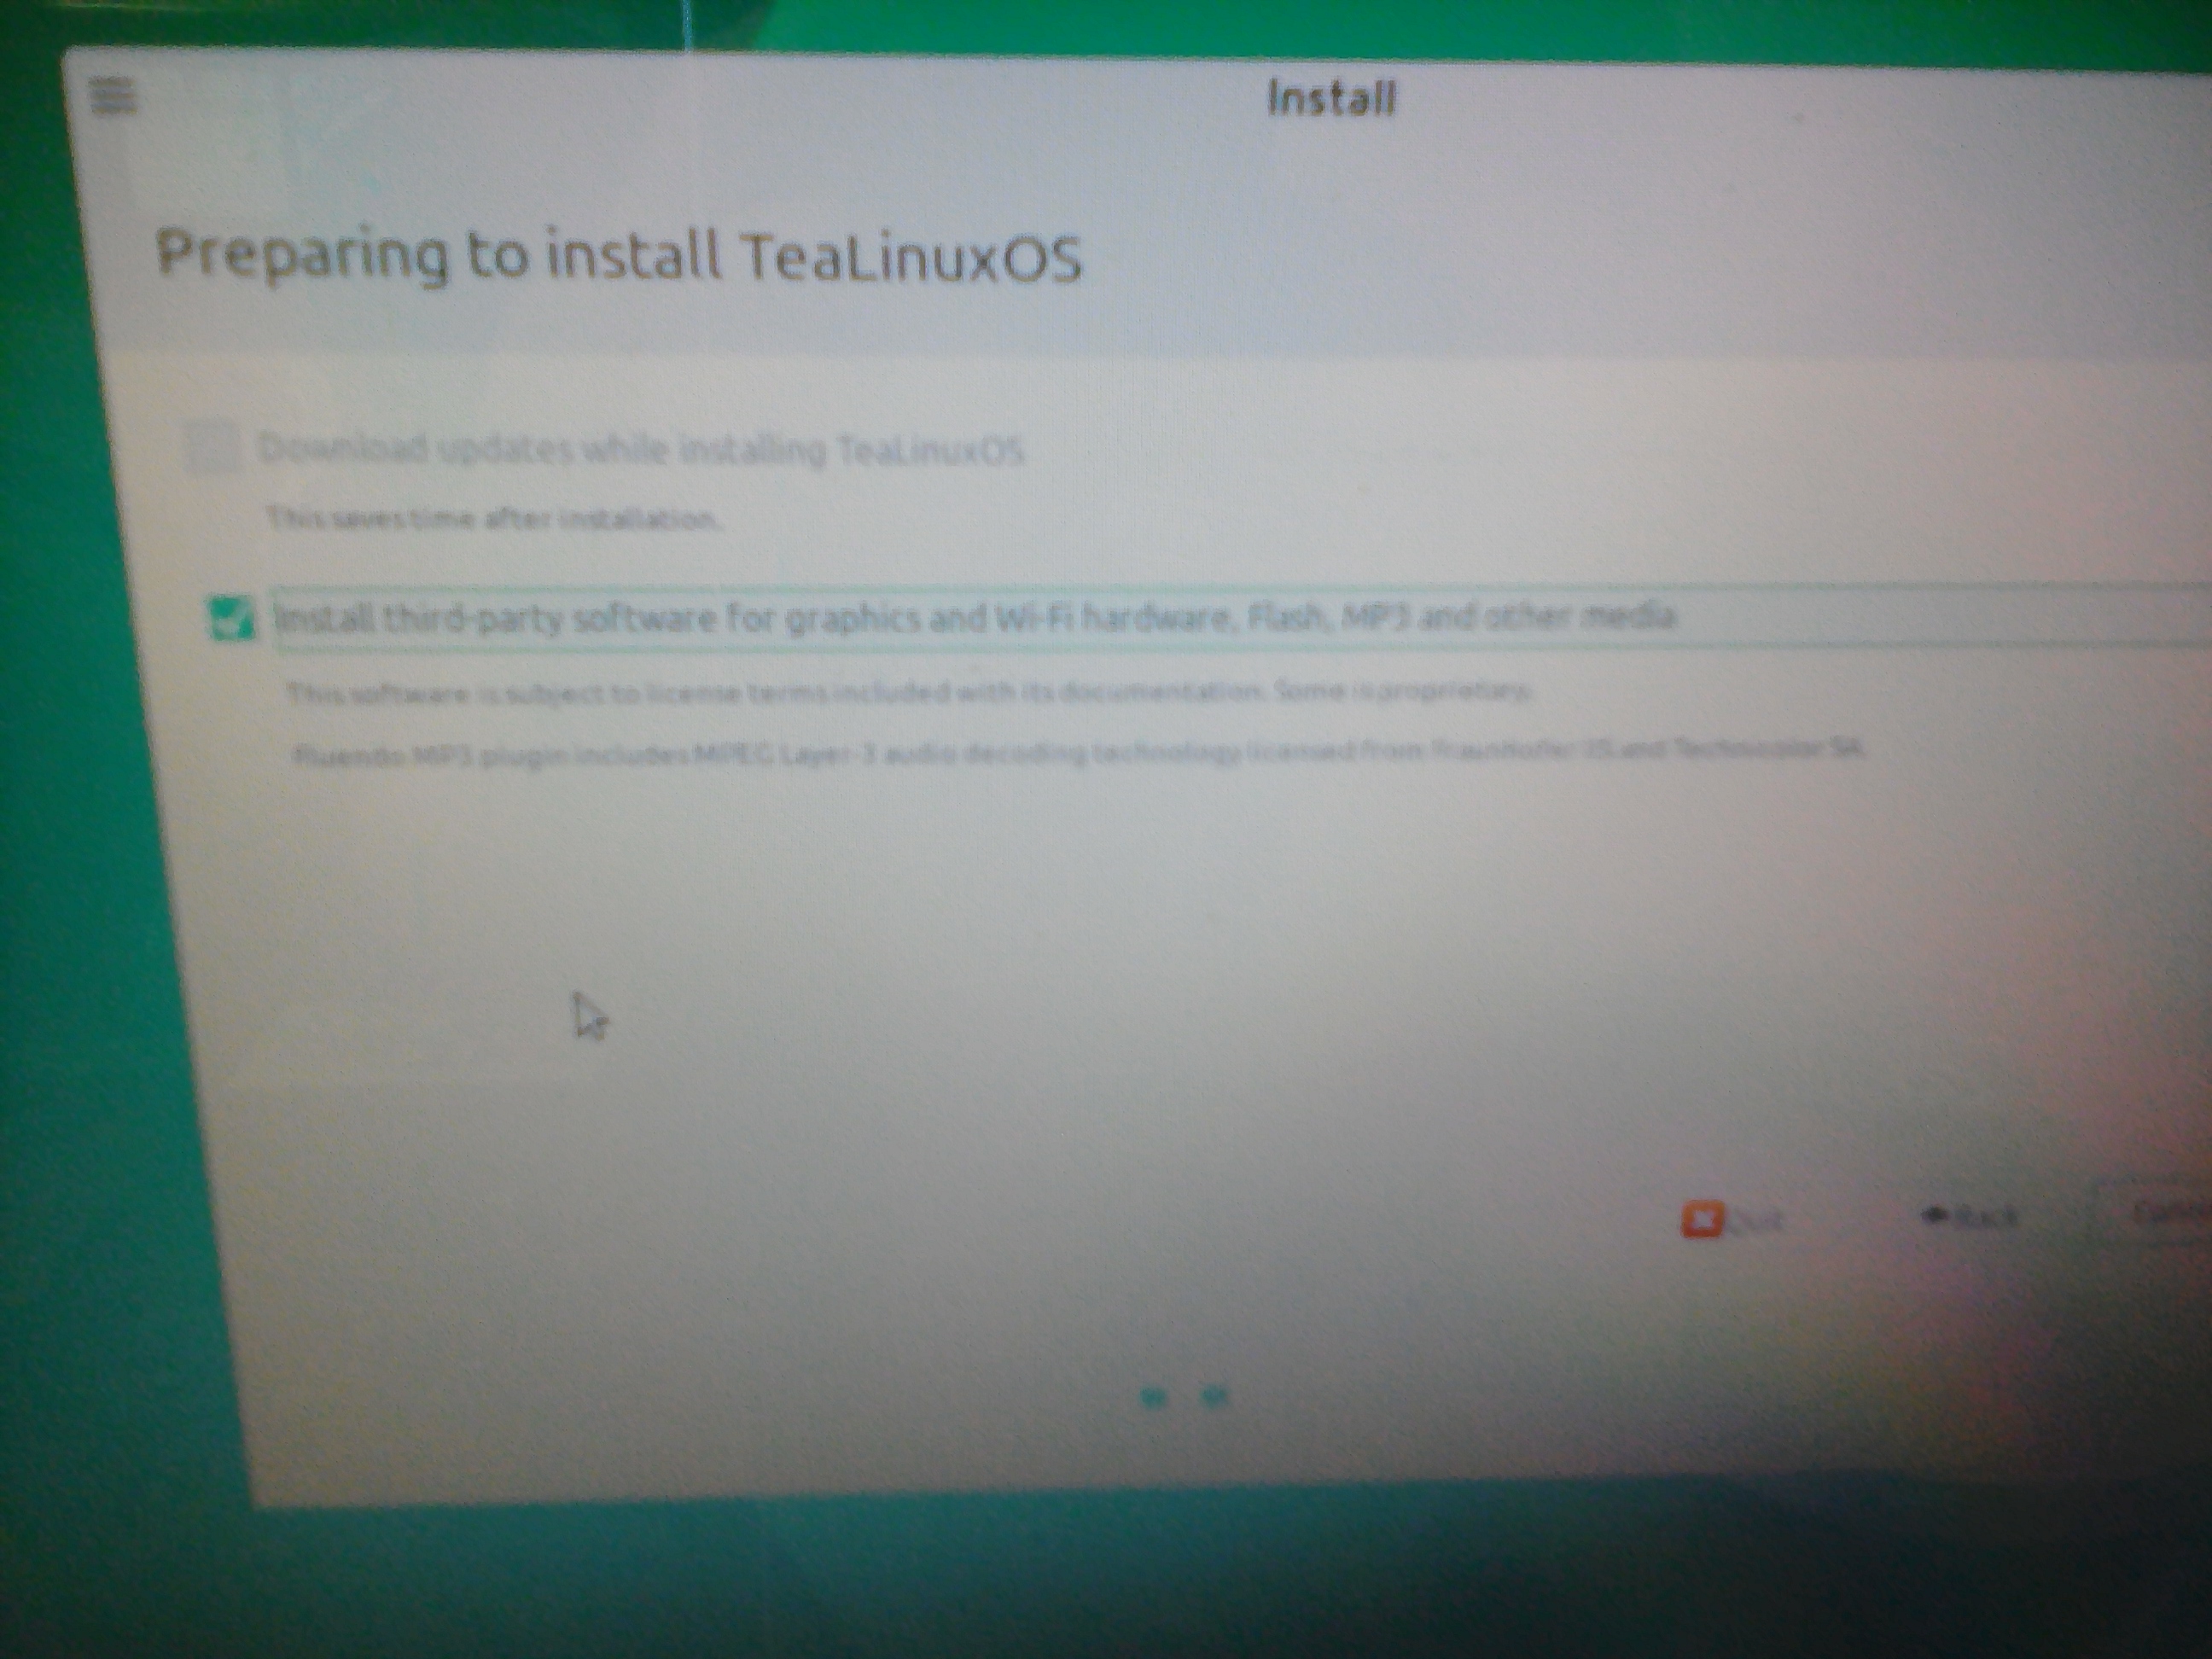 Install
Preparing to install TeaLinuxOS
Download updates while installing TeaLinuxOS
This saves time after installation.
Install third-party software for graphics and Wi-Fi hardware, Flash, MP3 and other media
This software is subject to license terms included with its documentation. Some is proprietary.
Fluendo MP3 plugin includes MPEG Layer-3 audio decoding technology licensed from Fraunhofer IIS and Technicolor SA.
Quit
Back